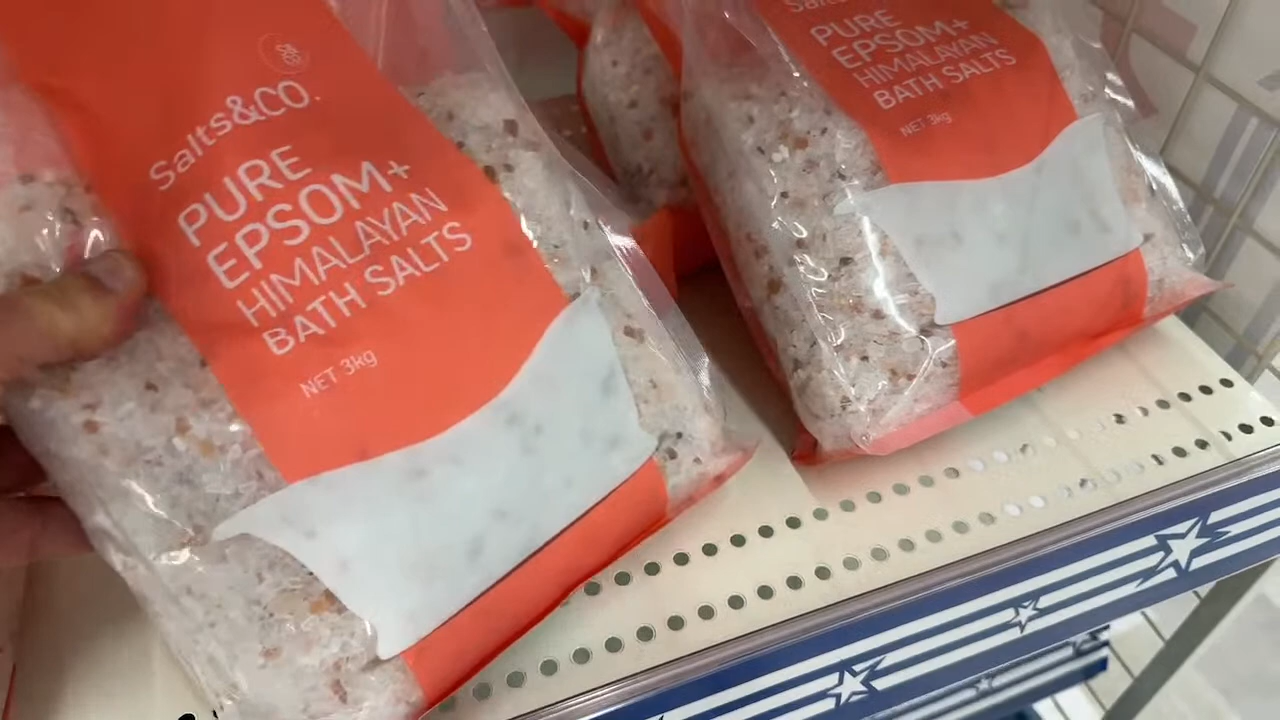 Salts&CO.
PURE
EPSOM+
HIMALAYAN
BATH SALTS
NET 3kg
PURE
EPSOM+
HIMALAYAN
BATH SALTS
NET 3kg